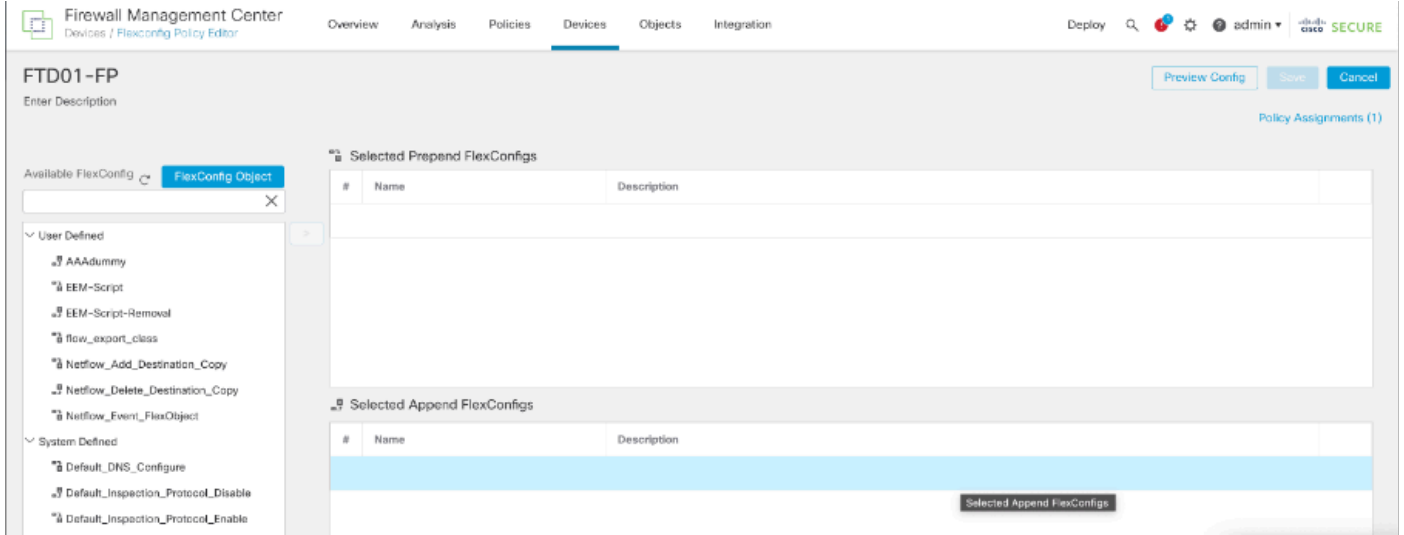 Firewall Management Center
Devices / Flexconfig Policy Editor
Overview Analysis Policies Devices Objects Integration
Deploy admin
cisco SECURE
FTD01-FP
Enter Description
Preview Config Save Cancel
Policy Assignments (1)
Available FlexConfig FlexConfig Object
Selected Prepend FlexConfigs
# Name Description
User Defined
AAAdummy
EEM-Script
EEM-Script-Removal
flow_export_class
Netflow_Add_Destination_Copy
Netflow_Delete_Destination_Copy
Netflow_Event_FlexObject
System Defined
Default_DNS_Configure
Default_Inspection_Protocol_Disable
Default_Inspection_Protocol_Enable
Selected Append FlexConfigs
# Name Description
Selected Append FlexConfigs